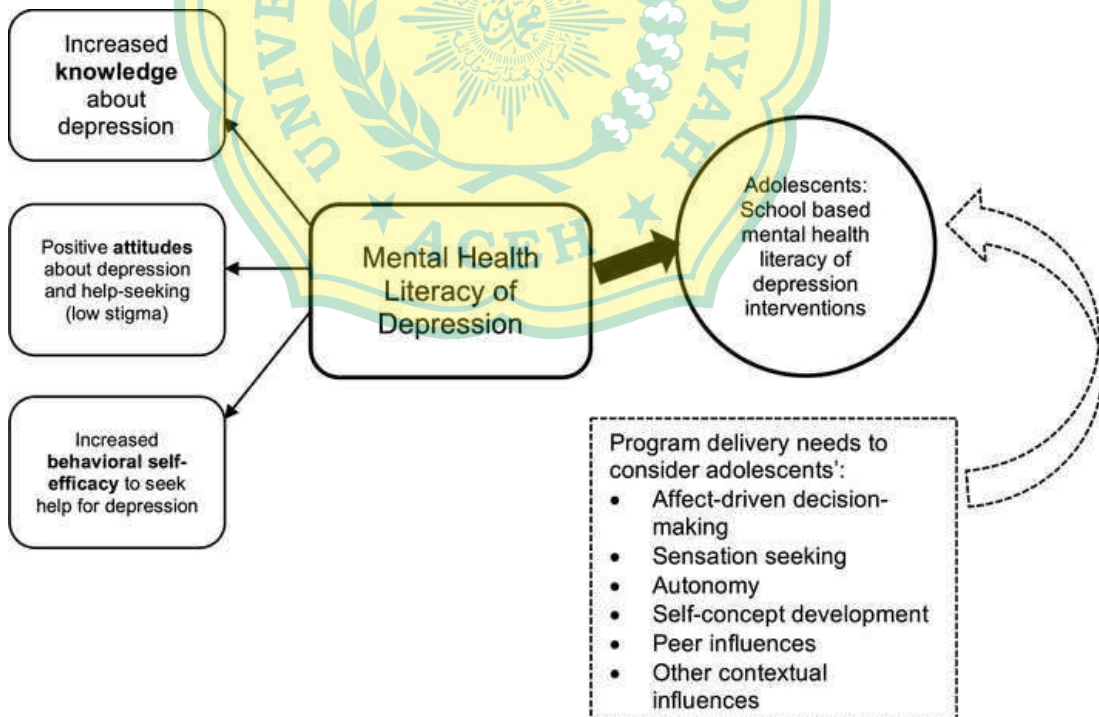 Increased
knowledge
about
depression
Positive attitudes
about depression
and help-seeking
(low stigma)
Increased
behavioral self-
efficacy to seek
help for depression
Mental Health
Literacy of
Depression
Adolescents:
School based
mental health
literacy of
depression
interventions
Program delivery needs to
consider adolescents’:
• Affect-driven decision-
making
• Sensation seeking
• Autonomy
• Self-concept development
• Peer influences
• Other contextual
influences
UNIVE
DIYAH
ACEH